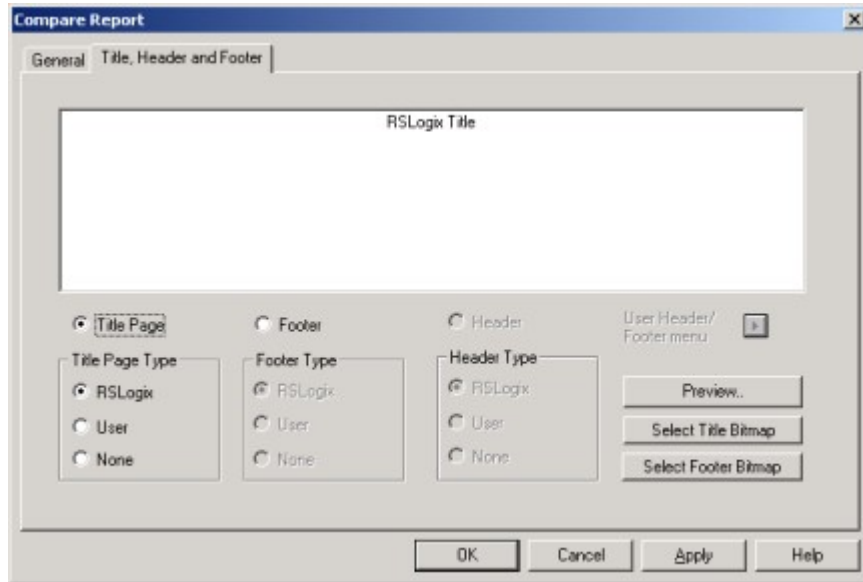 Compare Report
General Title, Header and Footer
RSLogix Title
Title Page Footer Header User Header/
Footer menu
Title Page Type Footer Type Header Type
RSLogix RSLogix RSLogix Preview..
User User User Select Title Bitmap
None None None Select Footer Bitmap
OK Cancel Apply Help